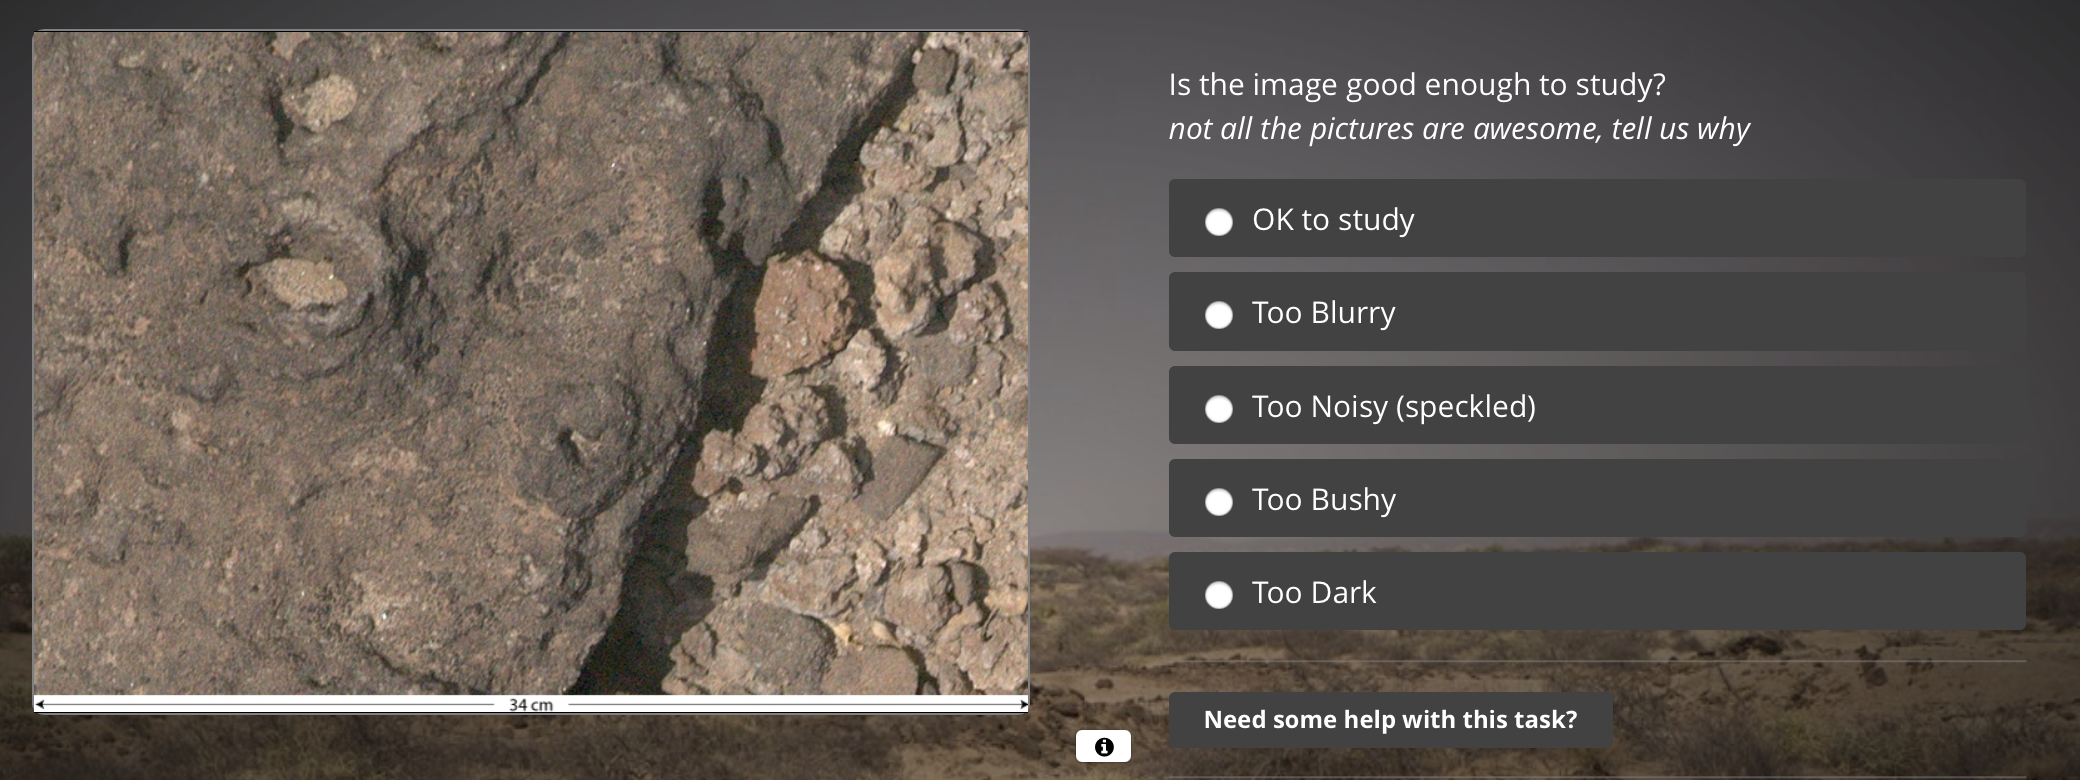 34 cm
Is the image good enough to study?
not all the pictures are awesome, tell us why
OK to study
Too Blurry
Too Noisy (speckled)
Too Bushy
Too Dark
Need some help with this task?